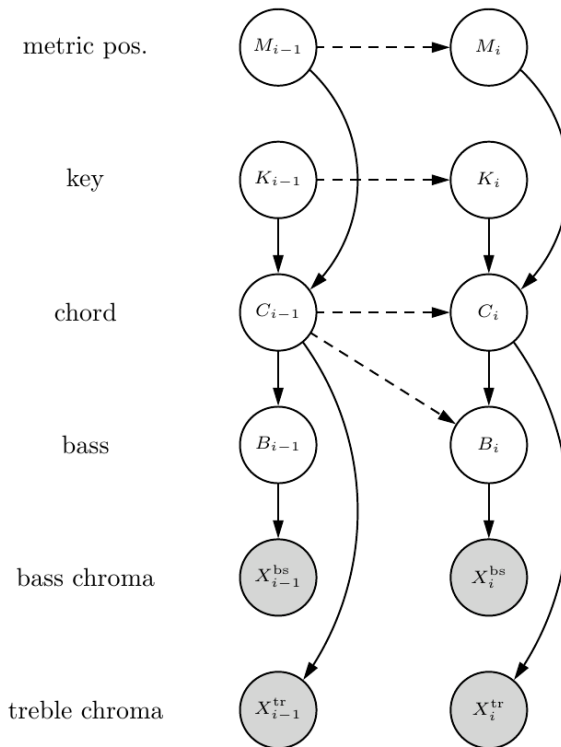 metric pos. M_{i−1} M_i
key K_{i−1} K_i
chord C_{i−1} C_i
bass B_{i−1} B_i
bass chroma X^{bs}_{i−1} X^{bs}_i
treble chroma X^{tr}_{i−1} X^{tr}_i